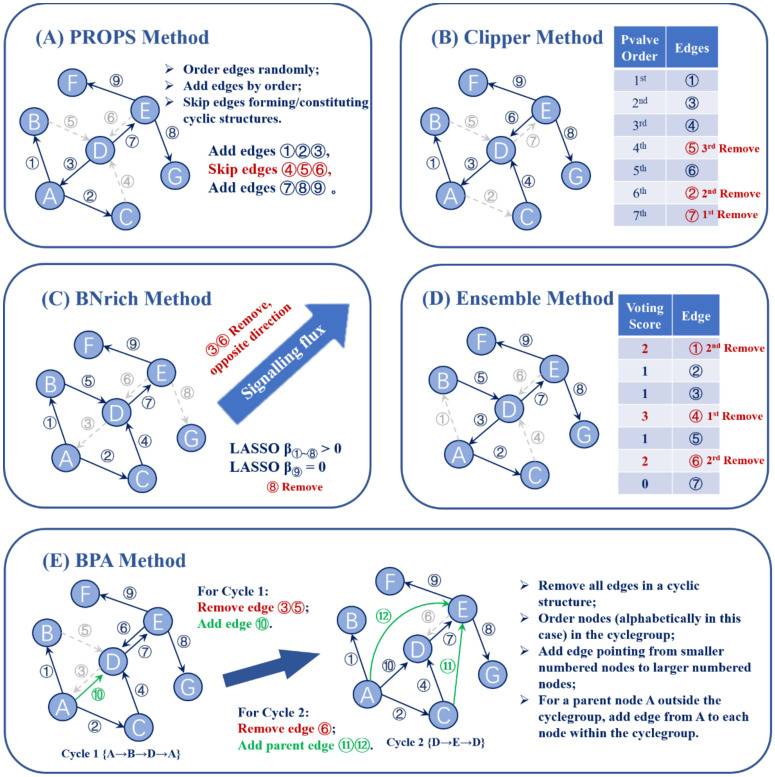 (A) PROPS Method
➢ Order edges randomly;
➢ Add edges by order;
➢ Skip edges forming/constituting
cyclic structures.
Add edges ①②③,
Skip edges ④⑤⑥,
Add edges ⑦⑧⑨ 。
F
⑨
E
B
⑤
⑥
⑦
⑧
D
①
③
④
G
A
②
C
(B) Clipper Method
F
⑨
E
B
⑤
⑥
⑦
⑧
D
①
③
④
G
A
②
C
Pvalve Order Edges
1st ①
2nd ③
3rd ④
4th ⑤ 3rd Remove
5th ⑥
6th ② 2nd Remove
7th ⑦ 1st Remove
(C) BNrich Method
F
⑨
E
B
⑤
⑥
⑦
⑧
D
①
③
④
G
A
②
C
③⑥ Remove,
opposite direction
Signalling flux
LASSO β①~⑧ > 0
LASSO β⑨ = 0
⑧ Remove
(D) Ensemble Method
F
⑨
E
B
⑤
⑥
⑦
⑧
D
①
③
④
G
A
②
C
Voting Score Edge
2 ① 2nd Remove
1 ②
1 ③
3 ④ 1st Remove
1 ⑤
2 ⑥ 2rd Remove
0 ⑦
(E) BPA Method
F
⑨
E
B
⑤
⑥
⑦
⑧
D
①
③
⑩
④
G
A
②
C
Cycle 1 {A→B→D→A}
For Cycle 1:
Remove edge ③⑤;
Add edge ⑩.
For Cycle 2:
Remove edge ⑥;
Add parent edge ⑪⑫.
F
⑨
E
⑫
B
⑤
⑥
⑦
⑧
D
①
⑩
④
⑪
G
A
②
C
Cycle 2 {D→E→D}
➢ Remove all edges in a cyclic
structure;
➢ Order nodes (alphabetically in this
case) in the cyclegroup;
➢ Add edge pointing from smaller
numbered nodes to larger numbered
nodes;
➢ For a parent node A outside the
cyclegroup, add edge from A to each
node within the cyclegroup.